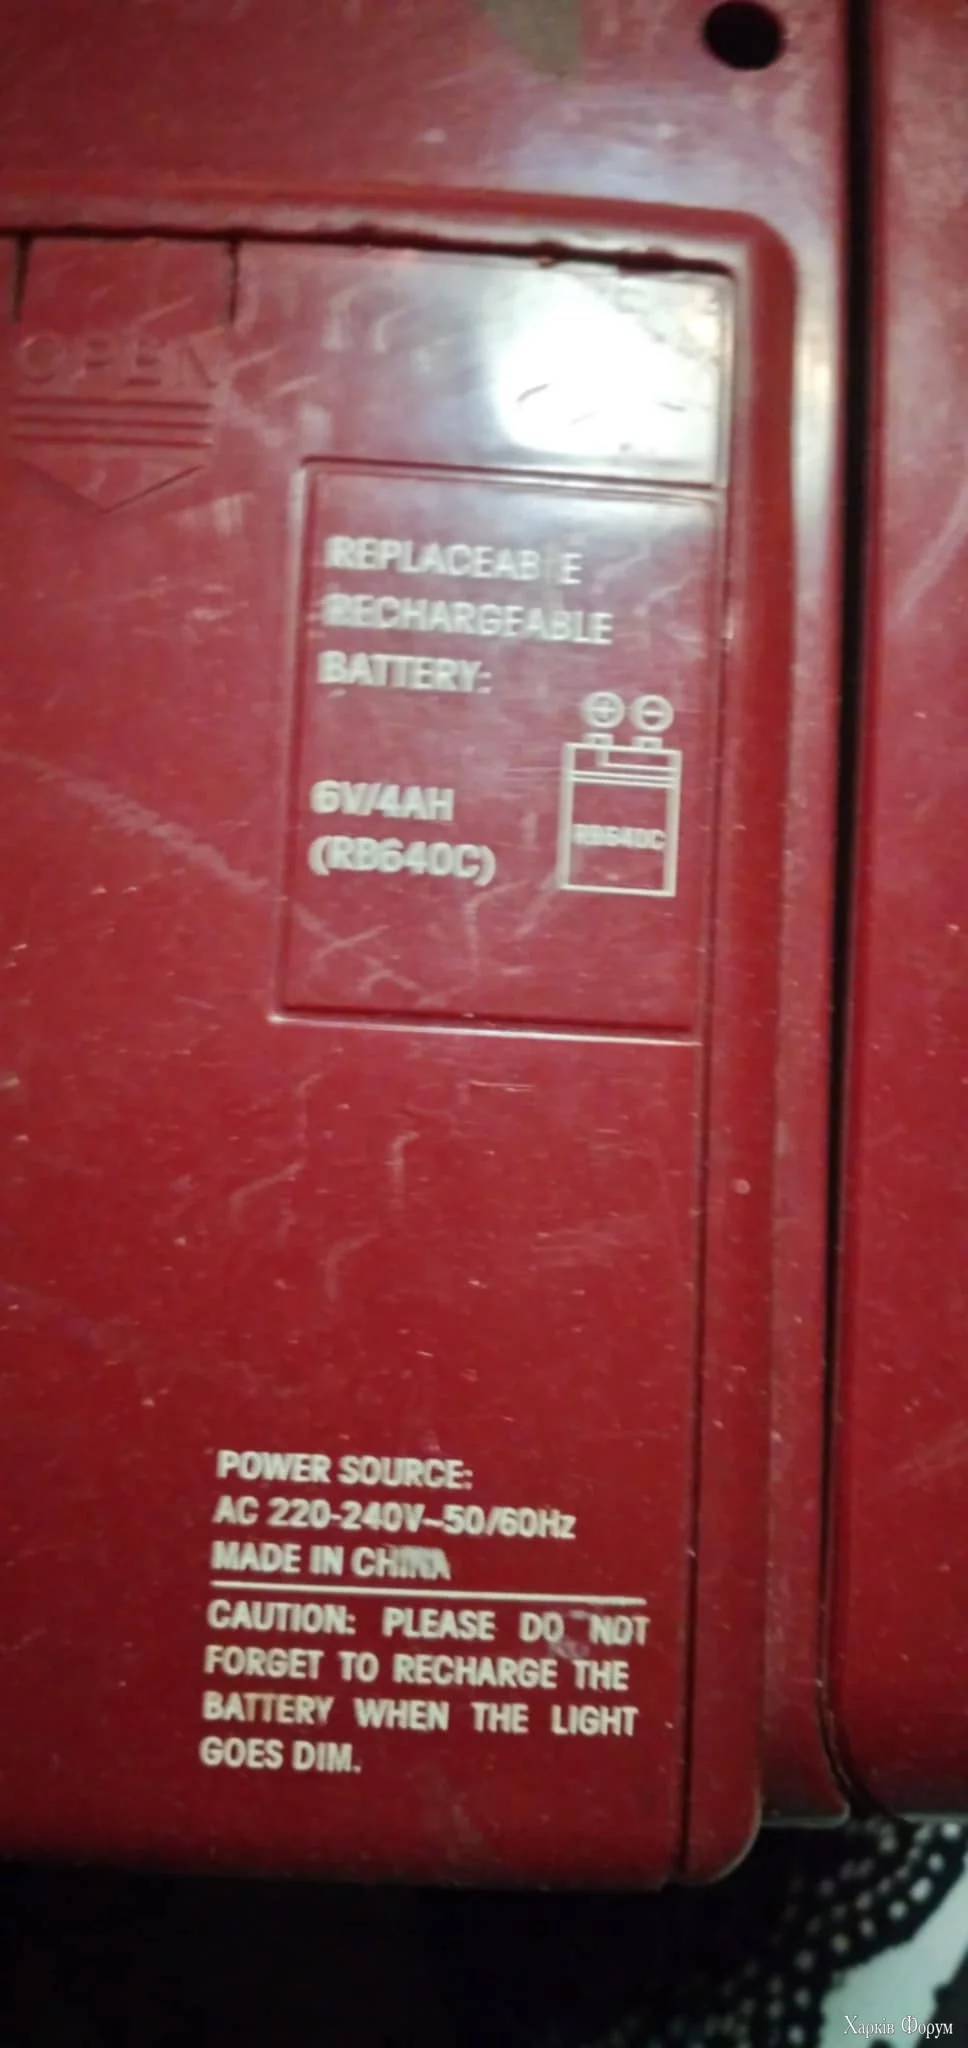 OPEN
REPLACEABLE
RECHARGEABLE
BATTERY:
+ −
6V/4AH
(RB640C)
RB640C
POWER SOURCE:
AC 220-240V~50/60Hz
MADE IN CHINA
CAUTION: PLEASE DO NOT
FORGET TO RECHARGE THE
BATTERY WHEN THE LIGHT
GOES DIM.
Харків Форум